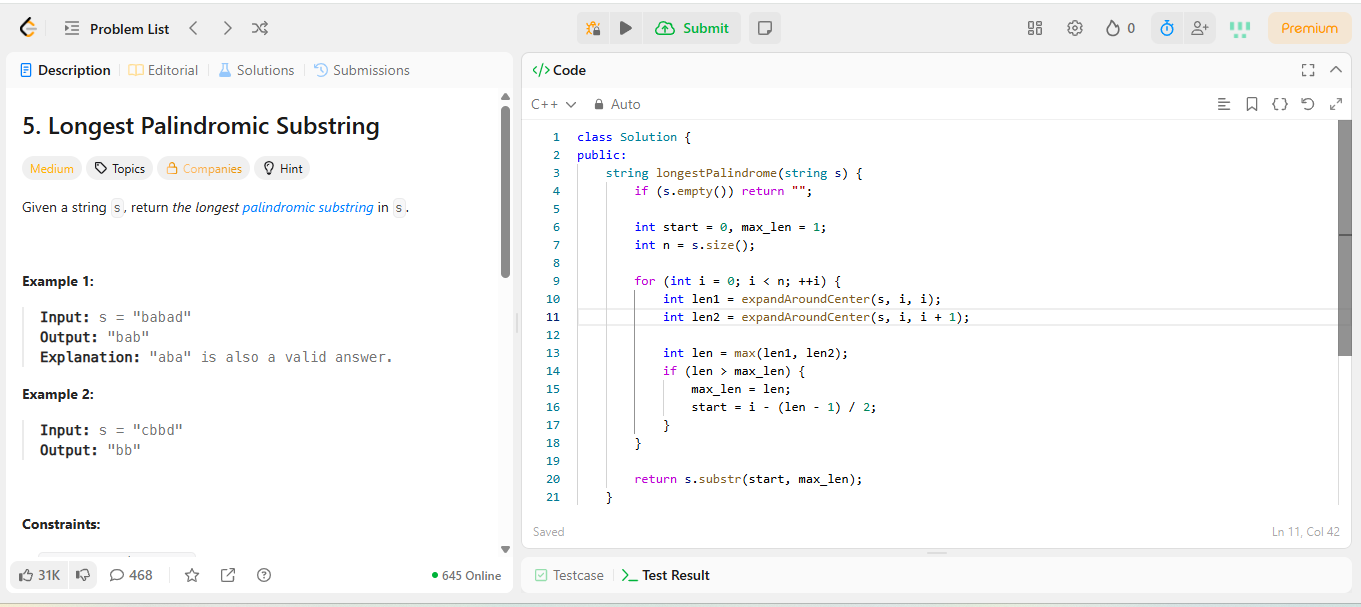 Problem List
Submit
0
Premium
Description
Editorial
Solutions
Submissions
5. Longest Palindromic Substring
Medium
Topics
Companies
Hint
Given a string s, return the longest palindromic substring in s.
Example 1:
Input: s = "babad"
Output: "bab"
Explanation: "aba" is also a valid answer.
Example 2:
Input: s = "cbbd"
Output: "bb"
Constraints:
31K
468
645 Online
</> Code
C++
Auto
1 class Solution {
2 public:
3     string longestPalindrome(string s) {
4         if (s.empty()) return "";
5
6         int start = 0, max_len = 1;
7         int n = s.size();
8
9         for (int i = 0; i < n; ++i) {
10             int len1 = expandAroundCenter(s, i, i);
11             int len2 = expandAroundCenter(s, i, i + 1);
12
13             int len = max(len1, len2);
14             if (len > max_len) {
15                 max_len = len;
16                 start = i - (len - 1) / 2;
17             }
18         }
19
20         return s.substr(start, max_len);
21     }
Saved
Ln 11, Col 42
Testcase
Test Result